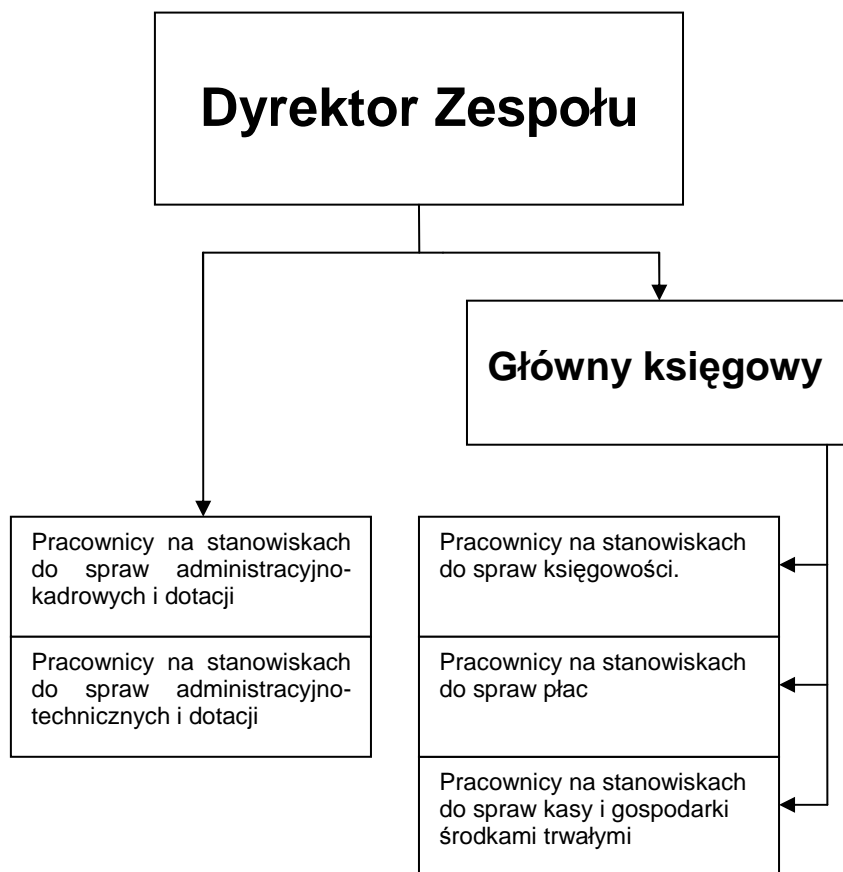 Dyrektor Zespołu
Główny księgowy
Pracownicy na stanowiskach
do spraw administracyjno-
kadrowych i dotacji
Pracownicy na stanowiskach
do spraw administracyjno-
technicznych i dotacji
Pracownicy na stanowiskach
do spraw księgowości.
Pracownicy na stanowiskach
do spraw płac
Pracownicy na stanowiskach
do spraw kasy i gospodarki
środkami trwałymi